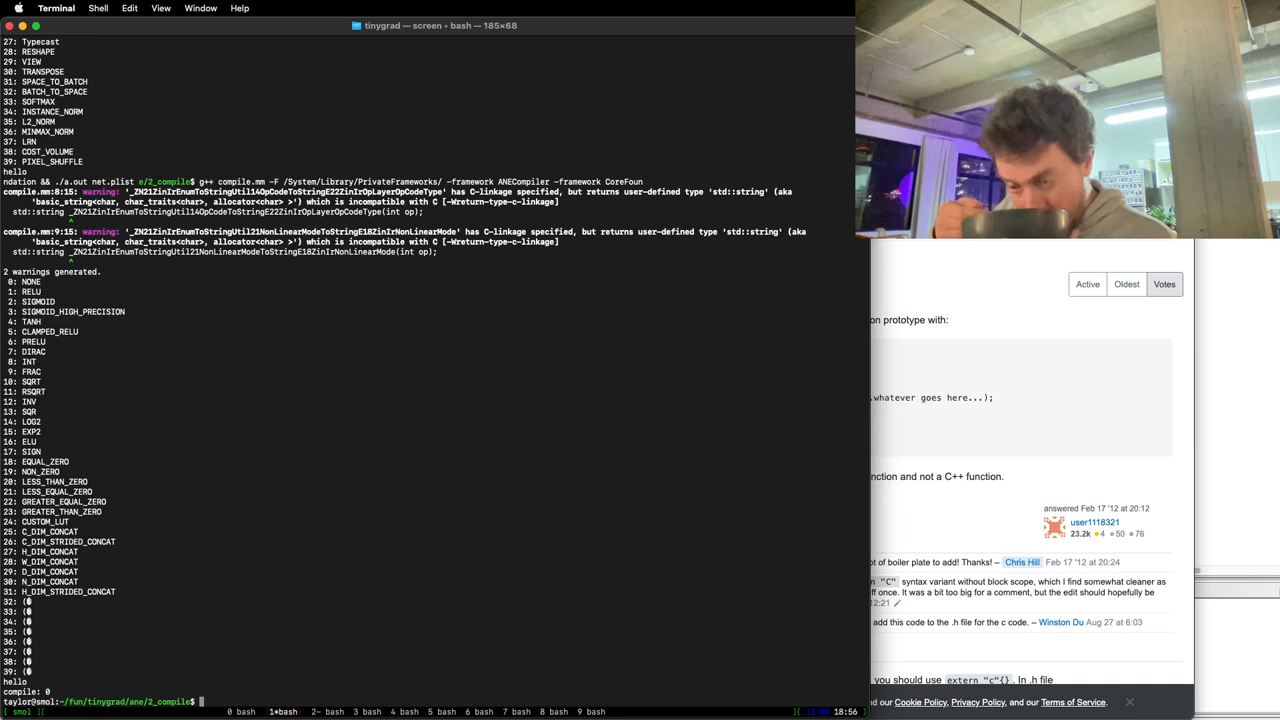 Terminal Shell Edit View Window Help
tinygrad — screen • bash — 185×68
27: Typecast
28: RESHAPE
29: VIEW
30: TRANSPOSE
31: SPACE_TO_BATCH
32: BATCH_TO_SPACE
33: SOFTMAX
34: INSTANCE_NORM
35: L2_NORM
36: MINMAX_NORM
37: LRN
38: COST_VOLUME
39: PIXEL_SHUFFLE
hello
ndation && ./a.out net.plist e/2_compile$ g++ compile.mm -F /System/Library/PrivateFrameworks/ -framework ANECompiler -framework CoreFoun
compile.mm:8:15: warning: '_ZN21ZinIrEnumToStringUtil14OpCodeToStringE22ZinIrOpLayerOpCodeType' has C-linkage specified, but returns user-defined type 'std::string' (aka
'basic_string<char, char_traits<char>, allocator<char> >') which is incompatible with C [-Wreturn-type-c-linkage]
std::string _ZN21ZinIrEnumToStringUtil14OpCodeToStringE22ZinIrOpLayerOpCodeType(int op);
^
compile.mm:9:15: warning: '_ZN21ZinIrEnumToStringUtil21NonLinearModeToStringE18ZinIrNonLinearMode' has C-linkage specified, but returns user-defined type 'std::string' (aka
'basic_string<char, char_traits<char>, allocator<char> >') which is incompatible with C [-Wreturn-type-c-linkage]
std::string _ZN21ZinIrEnumToStringUtil21NonLinearModeToStringE18ZinIrNonLinearMode(int op);
^
2 warnings generated.
0: NONE
1: RELU
2: SIGMOID
3: SIGMOID_HIGH_PRECISION
4: TANH
5: CLAMPED_RELU
6: PRELU
7: DIRAC
8: INT
9: FRAC
10: SQRT
11: RSQRT
12: INV
13: SQR
14: LOG2
15: EXP2
16: ELU
17: SIGN
18: EQUAL_ZERO
19: NON_ZERO
20: LESS_THAN_ZERO
21: LESS_EQUAL_ZERO
22: GREATER_EQUAL_ZERO
23: GREATER_THAN_ZERO
24: CUSTOM_LUT
25: C_DIM_CONCAT
26: C_DIM_STRIDED_CONCAT
27: H_DIM_CONCAT
28: W_DIM_CONCAT
29: D_DIM_CONCAT
30: N_DIM_CONCAT
31: H_DIM_STRIDED_CONCAT
32: (�
33: (�
34: (�
35: (�
36: (�
37: (�
38: (�
39: (�
hello
compile: 0
taylor@smol:~/fun/tinygrad/ane/2_compile$
[ smol ][ 0 bash (1*bash) 2- bash 3 bash 4 bash 5 bash 6 bash 7 bash 8 bash 9 bash ][ 18:56 ]
Active Oldest Votes
on prototype with:
.whatever goes here...);
nction and not a C++ function.
answered Feb 17 '12 at 20:12
user1118321
23.2k 4 50 76
ot of boiler plate to add! Thanks! – Chris Hill Feb 17 '12 at 20:24
n "C" syntax variant without block scope, which I find somewhat cleaner as
ff once. It was a bit too big for a comment, but the edit should hopefully be
12:21
add this code to the .h file for the c code. – Winston Du Aug 27 at 6:03
you should use extern "c"{}. In .h file
nd our Cookie Policy, Privacy Policy, and our Terms of Service.